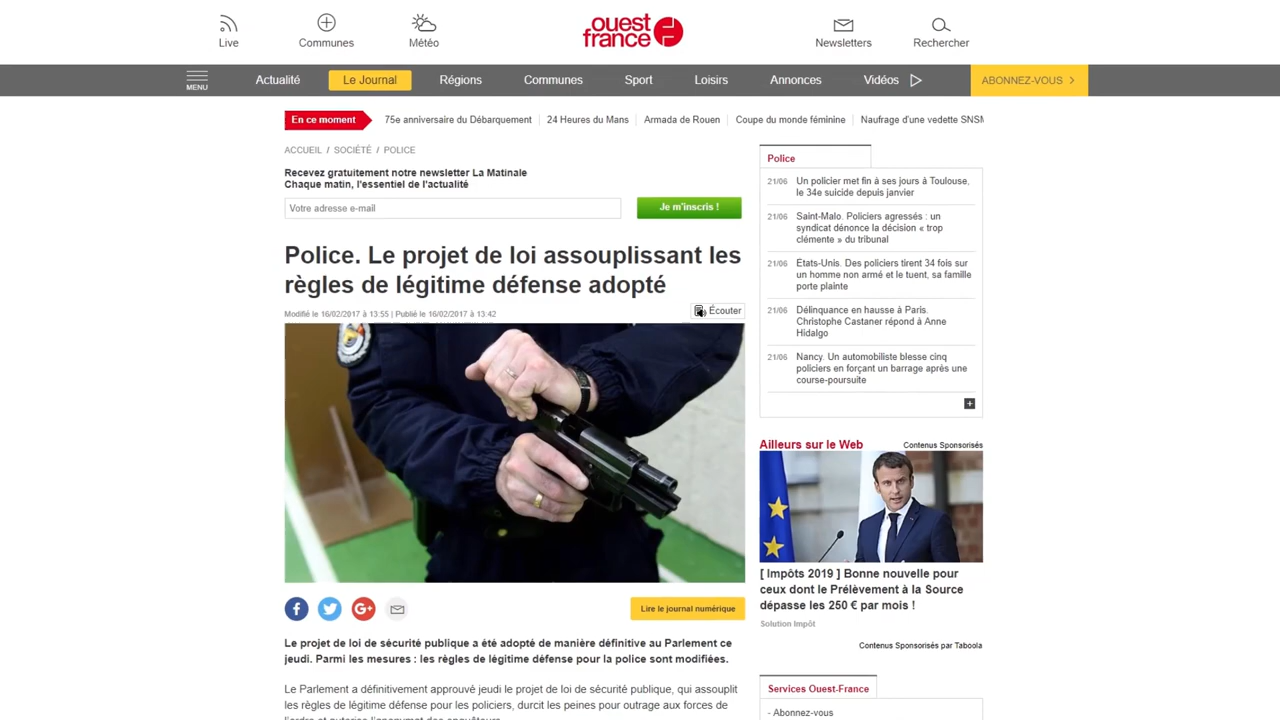 Live
Communes
Météo
ouest
france
Newsletters
Rechercher
MENU
Actualité
Le Journal
Régions
Communes
Sport
Loisirs
Annonces
Vidéos
ABONNEZ-VOUS
En ce moment
75e anniversaire du Débarquement
24 Heures du Mans
Armada de Rouen
Coupe du monde féminine
Naufrage d'une vedette SNSM
ACCUEIL / SOCIÉTÉ / POLICE
Recevez gratuitement notre newsletter La Matinale
Chaque matin, l'essentiel de l'actualité
Votre adresse e-mail
Je m'inscris !
Police. Le projet de loi assouplissant les
règles de légitime défense adopté
Modifié le 16/02/2017 à 13:55 | Publié le 16/02/2017 à 13:42
Écouter
Lire le journal numérique
Le projet de loi de sécurité publique a été adopté de manière définitive au Parlement ce
jeudi. Parmi les mesures : les règles de légitime défense pour la police sont modifiées.
Le Parlement a définitivement approuvé jeudi le projet de loi de sécurité publique, qui assouplit
les règles de légitime défense pour les policiers, durcit les peines pour outrage aux forces de
l'ordre et autorise l'anonymat des enquêteurs.
Police
21/06 Un policier met fin à ses jours à Toulouse,
le 34e suicide depuis janvier
21/06 Saint-Malo. Policiers agressés : un
syndicat dénonce la décision « trop
clémente » du tribunal
21/06 Etats-Unis. Des policiers tirent 34 fois sur
un homme non armé et le tuent, sa famille
porte plainte
21/06 Délinquance en hausse à Paris.
Christophe Castaner répond à Anne
Hidalgo
21/06 Nancy. Un automobiliste blesse cinq
policiers en forçant un barrage après une
course-poursuite
Ailleurs sur le Web
Contenus Sponsorisés
[ Impôts 2019 ] Bonne nouvelle pour
ceux dont le Prélèvement à la Source
dépasse les 250 € par mois !
Solution Impôt
Contenus Sponsorisés par Taboola
Services Ouest-France
- Abonnez-vous